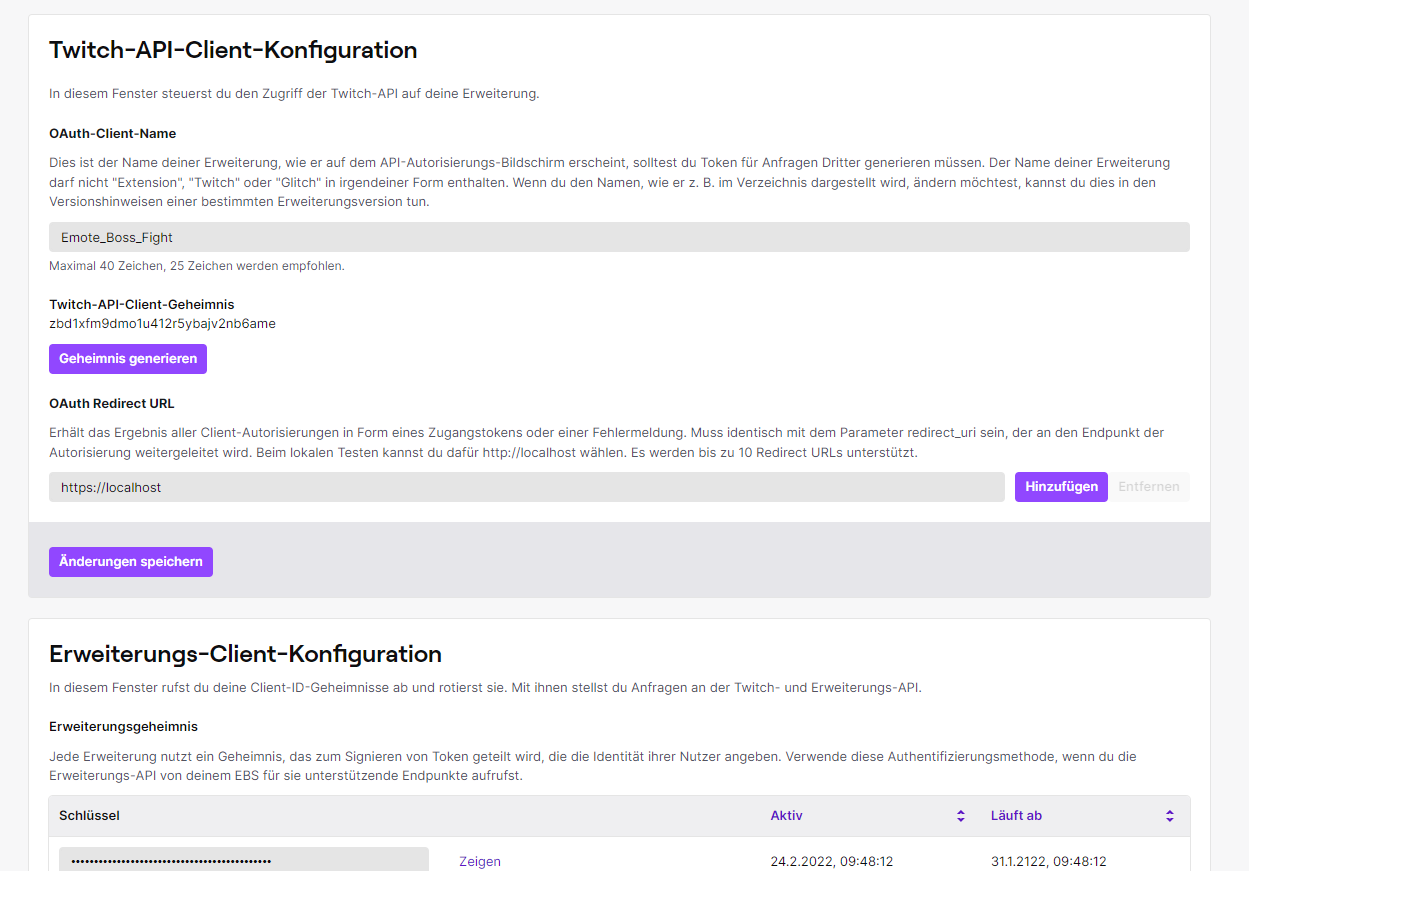 Twitch-API-Client-Konfiguration
In diesem Fenster steuerst du den Zugriff der Twitch-API auf deine Erweiterung.
OAuth-Client-Name
Dies ist der Name deiner Erweiterung, wie er auf dem API-Autorisierungs-Bildschirm erscheint, solltest du Token für Anfragen Dritter generieren müssen. Der Name deiner Erweiterung
darf nicht "Extension", "Twitch" oder "Glitch" in irgendeiner Form enthalten. Wenn du den Namen, wie er z. B. im Verzeichnis dargestellt wird, ändern möchtest, kannst du dies in den
Versionshinweisen einer bestimmten Erweiterungsversion tun.
Emote_Boss_Fight
Maximal 40 Zeichen, 25 Zeichen werden empfohlen.
Twitch-API-Client-Geheimnis
zbd1xfm9dmo1u412r5ybajv2nb6ame
Geheimnis generieren
OAuth Redirect URL
Erhält das Ergebnis aller Client-Autorisierungen in Form eines Zugangstokens oder einer Fehlermeldung. Muss identisch mit dem Parameter redirect_uri sein, der an den Endpunkt der
Autorisierung weitergeleitet wird. Beim lokalen Testen kannst du dafür http://localhost wählen. Es werden bis zu 10 Redirect URLs unterstützt.
https://localhost Hinzufügen Entfernen
Änderungen speichern
Erweiterungs-Client-Konfiguration
In diesem Fenster rufst du deine Client-ID-Geheimnisse ab und rotierst sie. Mit ihnen stellst du Anfragen an der Twitch- und Erweiterungs-API.
Erweiterungsgeheimnis
Jede Erweiterung nutzt ein Geheimnis, das zum Signieren von Token geteilt wird, die die Identität ihrer Nutzer angeben. Verwende diese Authentifizierungsmethode, wenn du die
Erweiterungs-API von deinem EBS für sie unterstützende Endpunkte aufrufst.
Schlüssel Aktiv Läuft ab
Zeigen 24.2.2022, 09:48:12 31.1.2122, 09:48:12